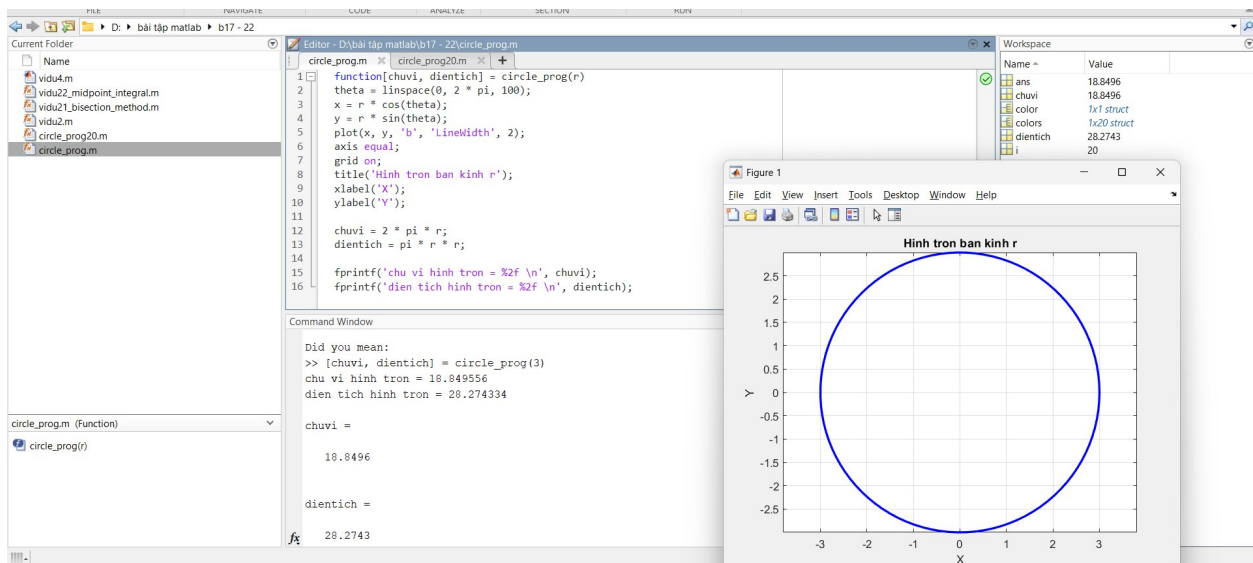 FILE NAVIGATE CODE ANALYZE SECTION RUN
D: bài tập matlab b17 - 22
Current Folder
Name
vidu4.m
vidu22_midpoint_integral.m
vidu21_bisection_method.m
vidu2.m
circle_prog20.m
circle_prog.m
circle_prog.m (Function)
circle_prog(r)
Editor - D:\bài tập matlab\b17 - 22\circle_prog.m
circle_prog.m circle_prog20.m
1 function[chuvi, dientich] = circle_prog(r)
2 theta = linspace(0, 2 * pi, 100);
3 x = r * cos(theta);
4 y = r * sin(theta);
5 plot(x, y, 'b', 'LineWidth', 2);
6 axis equal;
7 grid on;
8 title('Hinh tron ban kinh r');
9 xlabel('X');
10 ylabel('Y');
11
12 chuvi = 2 * pi * r;
13 dientich = pi * r * r;
14
15 fprintf('chu vi hinh tron = %2f \n', chuvi);
16 fprintf('dien tich hinh tron = %2f \n', dientich);
Command Window
Did you mean:
>> [chuvi, dientich] = circle_prog(3)
chu vi hinh tron = 18.849556
dien tich hinh tron = 28.274334
chuvi =
18.8496
dientich =
fx 28.2743
Workspace
Name Value
ans 18.8496
chuvi 18.8496
color 1x1 struct
colors 1x20 struct
dientich 28.2743
i 20
Figure 1
File Edit View Insert Tools Desktop Window Help
Hinh tron ban kinh r
2.5
2
1.5
1
0.5
0
-0.5
-1
-1.5
-2
-2.5
Y
-3 -2 -1 0 1 2 3
X